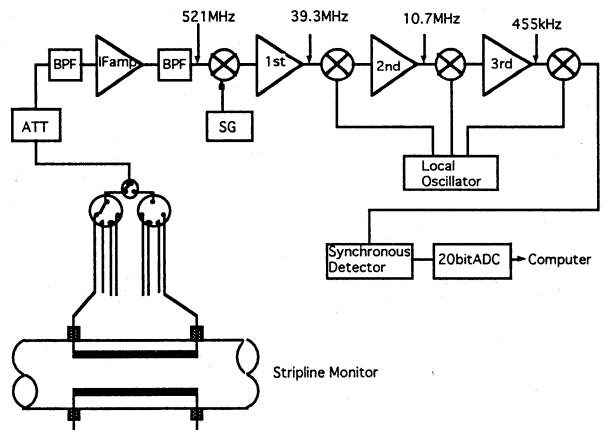 521MHz
39.3MHz
10.7MHz
455kHz
BPF
IFamp
BPF
1st
2nd
3rd
ATT
SG
Local
Oscillator
Synchronous
Detector
20bitADC
Computer
Stripline Monitor